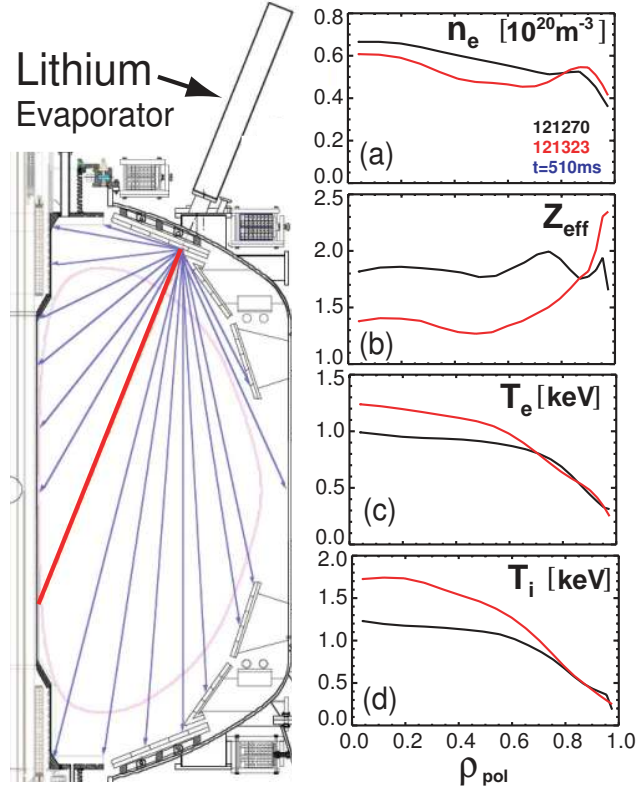 Lithium
Evaporator
n_e [10^20 m^-3]
0.8
0.6
0.4
0.2
0.0
(a)
121270
121323
t=510ms
Z_eff
2.5
2.0
1.5
1.0
(b)
T_e [keV]
1.5
1.0
0.5
0.0
(c)
T_i [keV]
2.0
1.5
1.0
0.5
0.0
(d)
0.0 0.2 0.4 0.6 0.8 1.0
ρ_pol